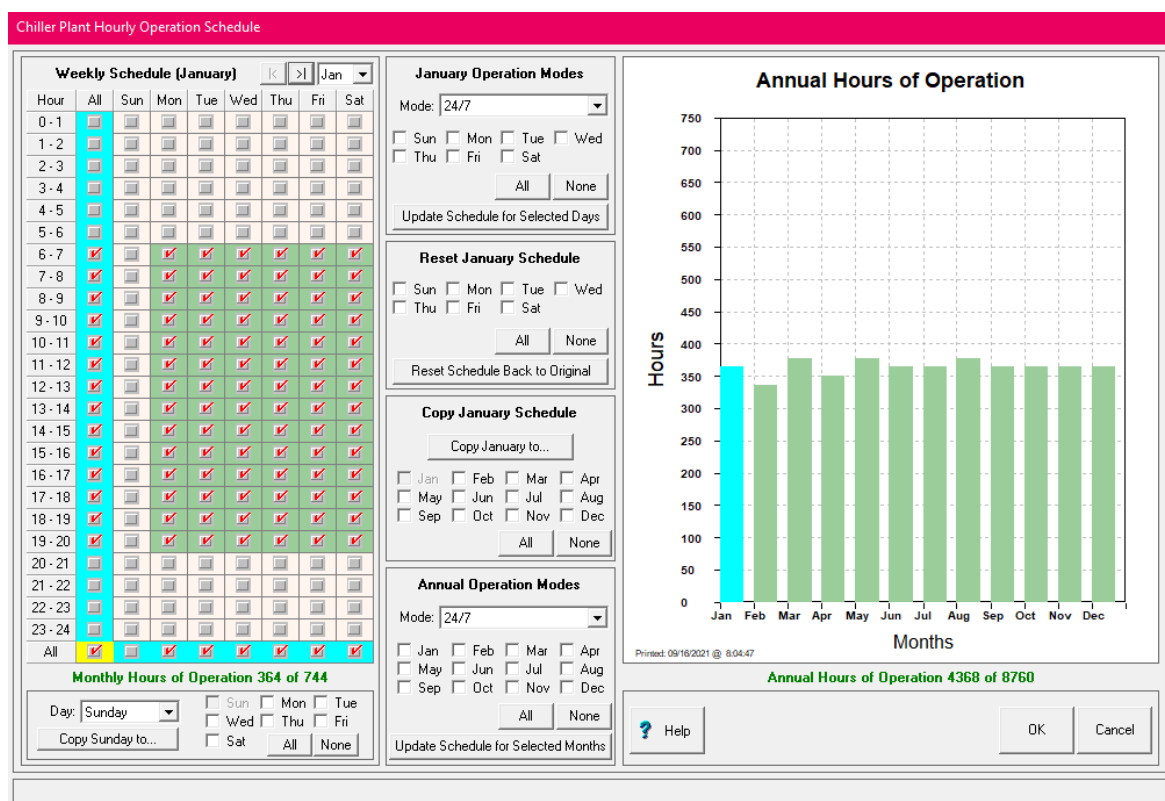 Chiller Plant Hourly Operation Schedule
Weekly Schedule (January)
Jan
Hour All Sun Mon Tue Wed Thu Fri Sat
0 - 1
1 - 2
2 - 3
3 - 4
4 - 5
5 - 6
6 - 7
7 - 8
8 - 9
9 - 10
10 - 11
11 - 12
12 - 13
13 - 14
14 - 15
15 - 16
16 - 17
17 - 18
18 - 19
19 - 20
20 - 21
21 - 22
22 - 23
23 - 24
All
Monthly Hours of Operation 364 of 744
Day: Sunday
Copy Sunday to...
Sun Mon Tue
Wed Thu Fri
Sat All None
January Operation Modes
Mode: 24/7
Sun Mon Tue Wed
Thu Fri Sat
All None
Update Schedule for Selected Days
Reset January Schedule
Sun Mon Tue Wed
Thu Fri Sat
All None
Reset Schedule Back to Original
Copy January Schedule
Copy January to...
Jan Feb Mar Apr
May Jun Jul Aug
Sep Oct Nov Dec
All None
Annual Operation Modes
Mode: 24/7
Jan Feb Mar Apr
May Jun Jul Aug
Sep Oct Nov Dec
All None
Update Schedule for Selected Months
Annual Hours of Operation
750
700
650
600
550
500
450
400
350
300
250
200
150
100
50
0
Hours
Jan Feb Mar Apr May Jun Jul Aug Sep Oct Nov Dec
Months
Printed: 09/16/2021 @ 8:04:47
Annual Hours of Operation 4368 of 8760
? Help
OK
Cancel